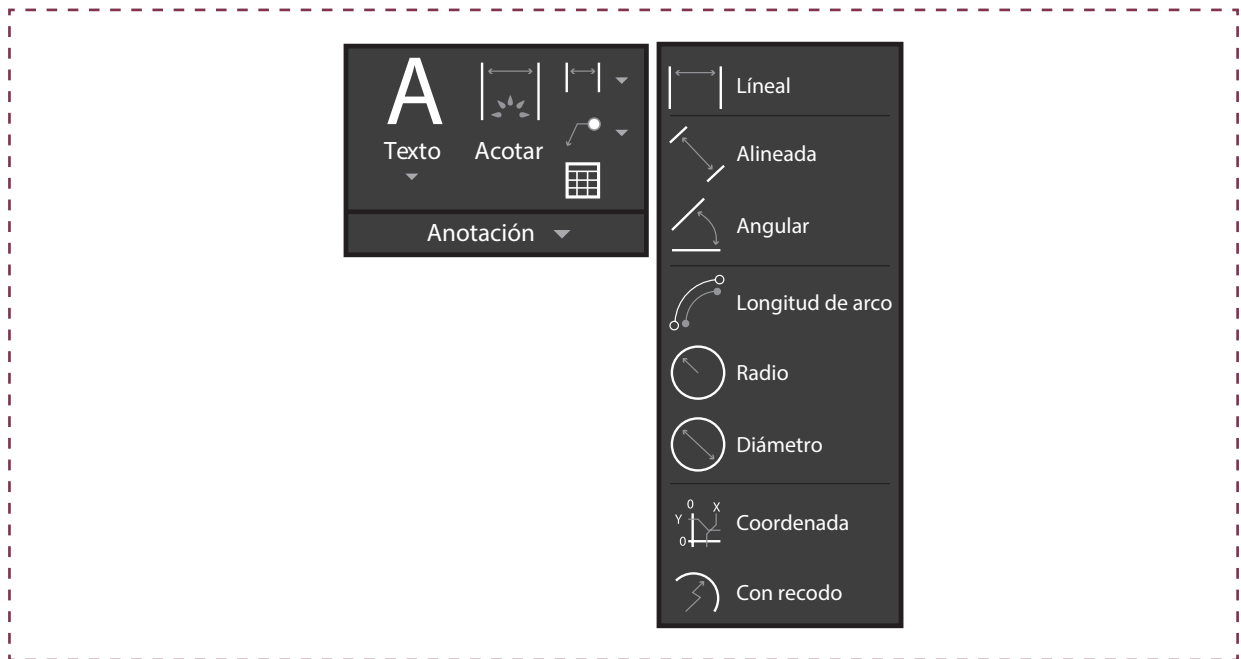 A
Texto
Acotar
Anotación
Líneal
Alineada
Angular
Longitud de arco
Radio
Diámetro
0 X
Y
0
Coordenada
Con recodo